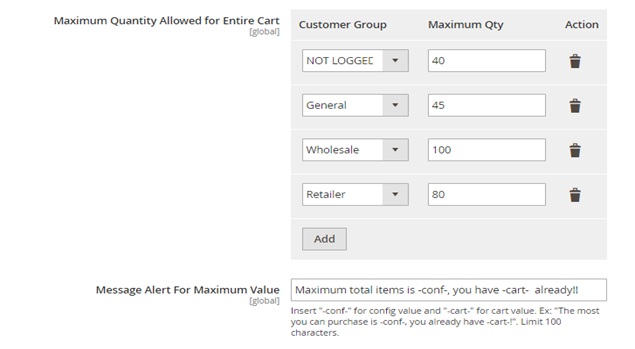 Maximum Quantity Allowed for Entire Cart
[global]
Customer Group Maximum Qty Action
NOT LOGGED 40
General 45
Wholesale 100
Retailer 80
Add
Message Alert For Maximum Value
[global]
Maximum total items is -conf-, you have -cart- already!!
Insert "-conf-" for config value and "-cart-" for cart value. Ex: "The most
you can purchase is -conf-, you already have -cart-!". Limit 100
characters.